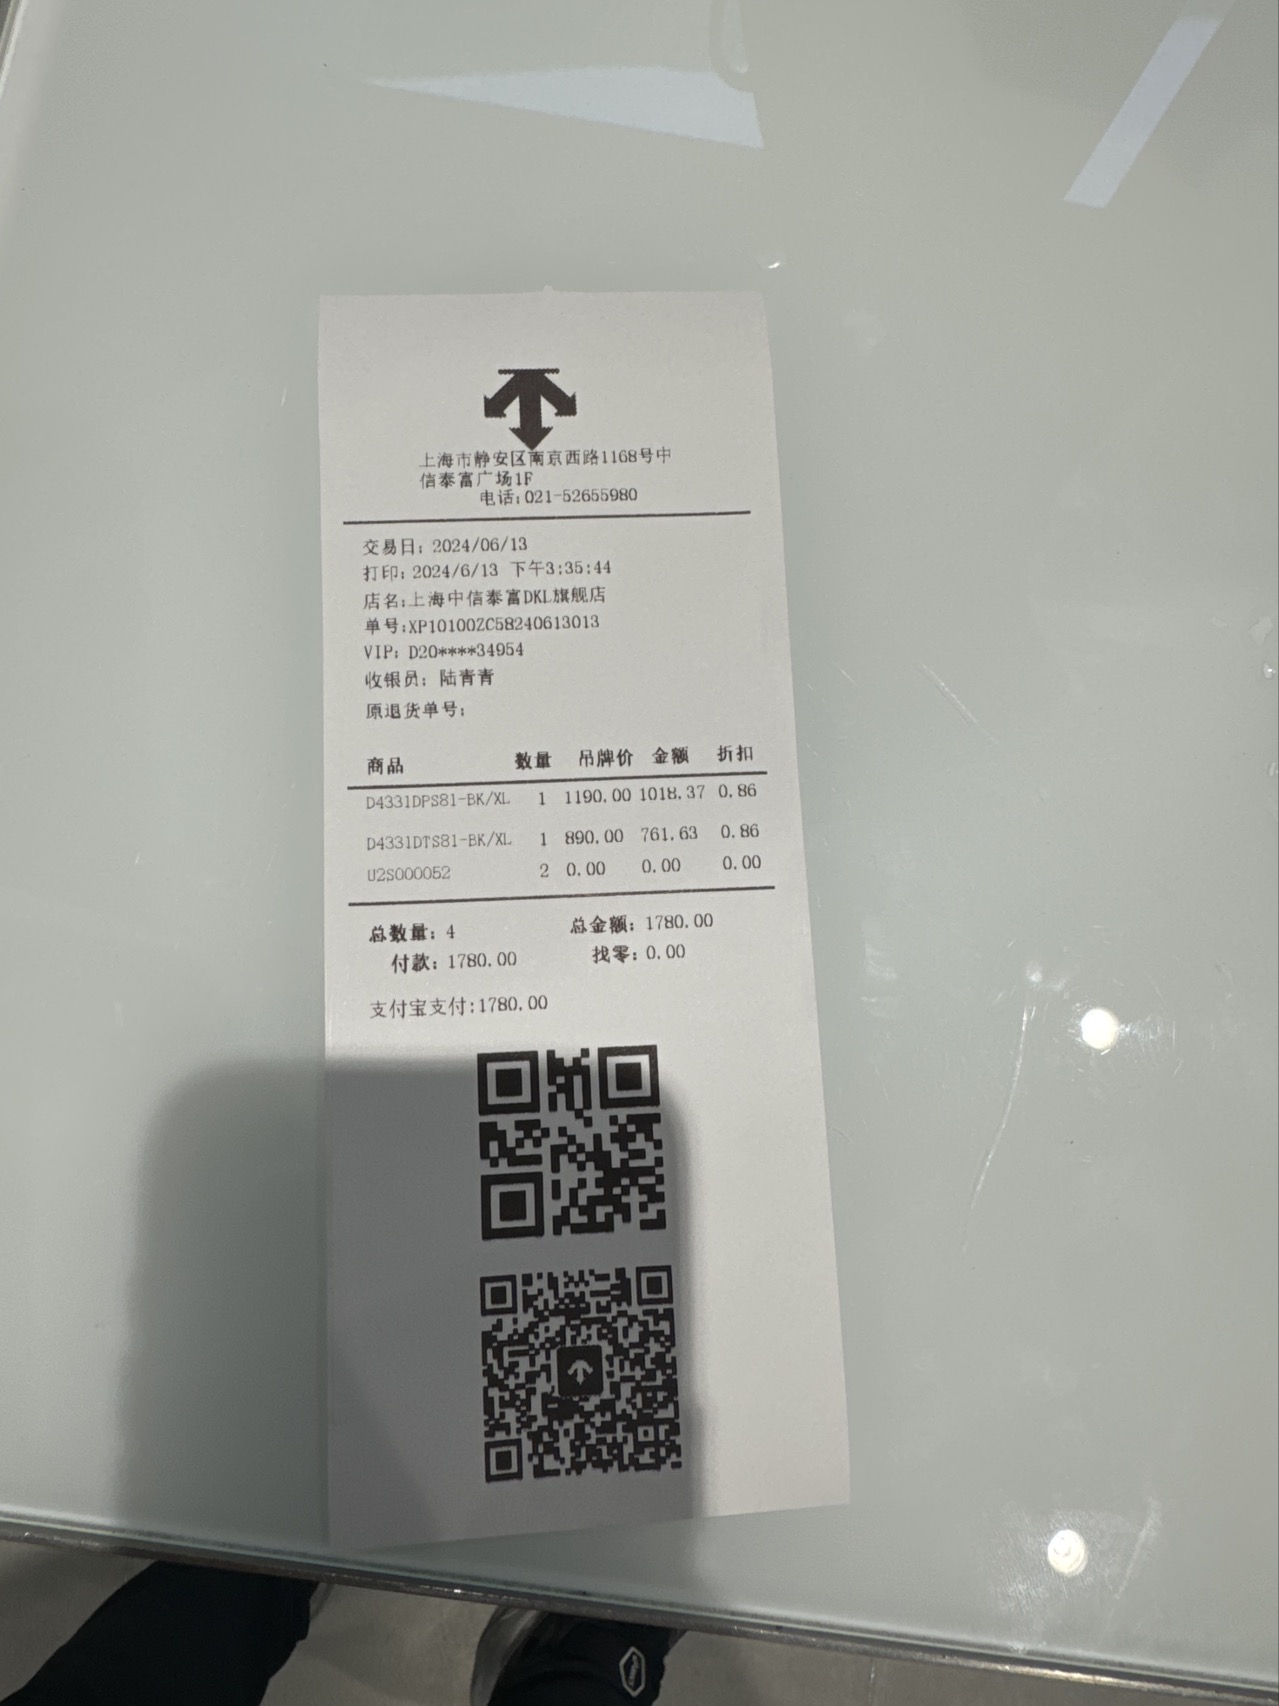 上海市静安区南京西路1168号中
信泰富广场1F
电话:021-52655980
交易日: 2024/06/13
打印: 2024/6/13 下午3:35:44
店名:上海中信泰富DKL旗舰店
单号:XP10100ZC58240613013
VIP: D20****34954
收银员: 陆青青
原退货单号:
商品 数量 吊牌价 金额 折扣
D4331DPS81-BK/XL 1 1190.00 1018.37 0.86
D4331DTS81-BK/XL 1 890.00 761.63 0.86
U2S000052 2 0.00 0.00 0.00
总数量: 4 总金额: 1780.00
付款: 1780.00 找零: 0.00
支付宝支付:1780.00